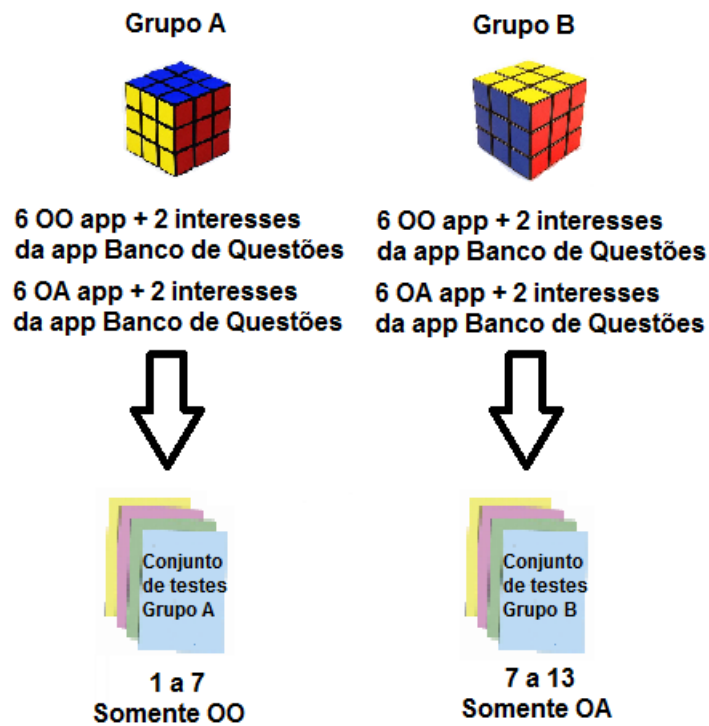 Grupo A
6 OO app + 2 interesses
da app Banco de Questões
6 OA app + 2 interesses
da app Banco de Questões
Conjunto
de testes
Grupo A
1 a 7
Somente OO
Grupo B
6 OO app + 2 interesses
da app Banco de Questões
6 OA app + 2 interesses
da app Banco de Questões
Conjunto
de testes
Grupo B
7 a 13
Somente OA